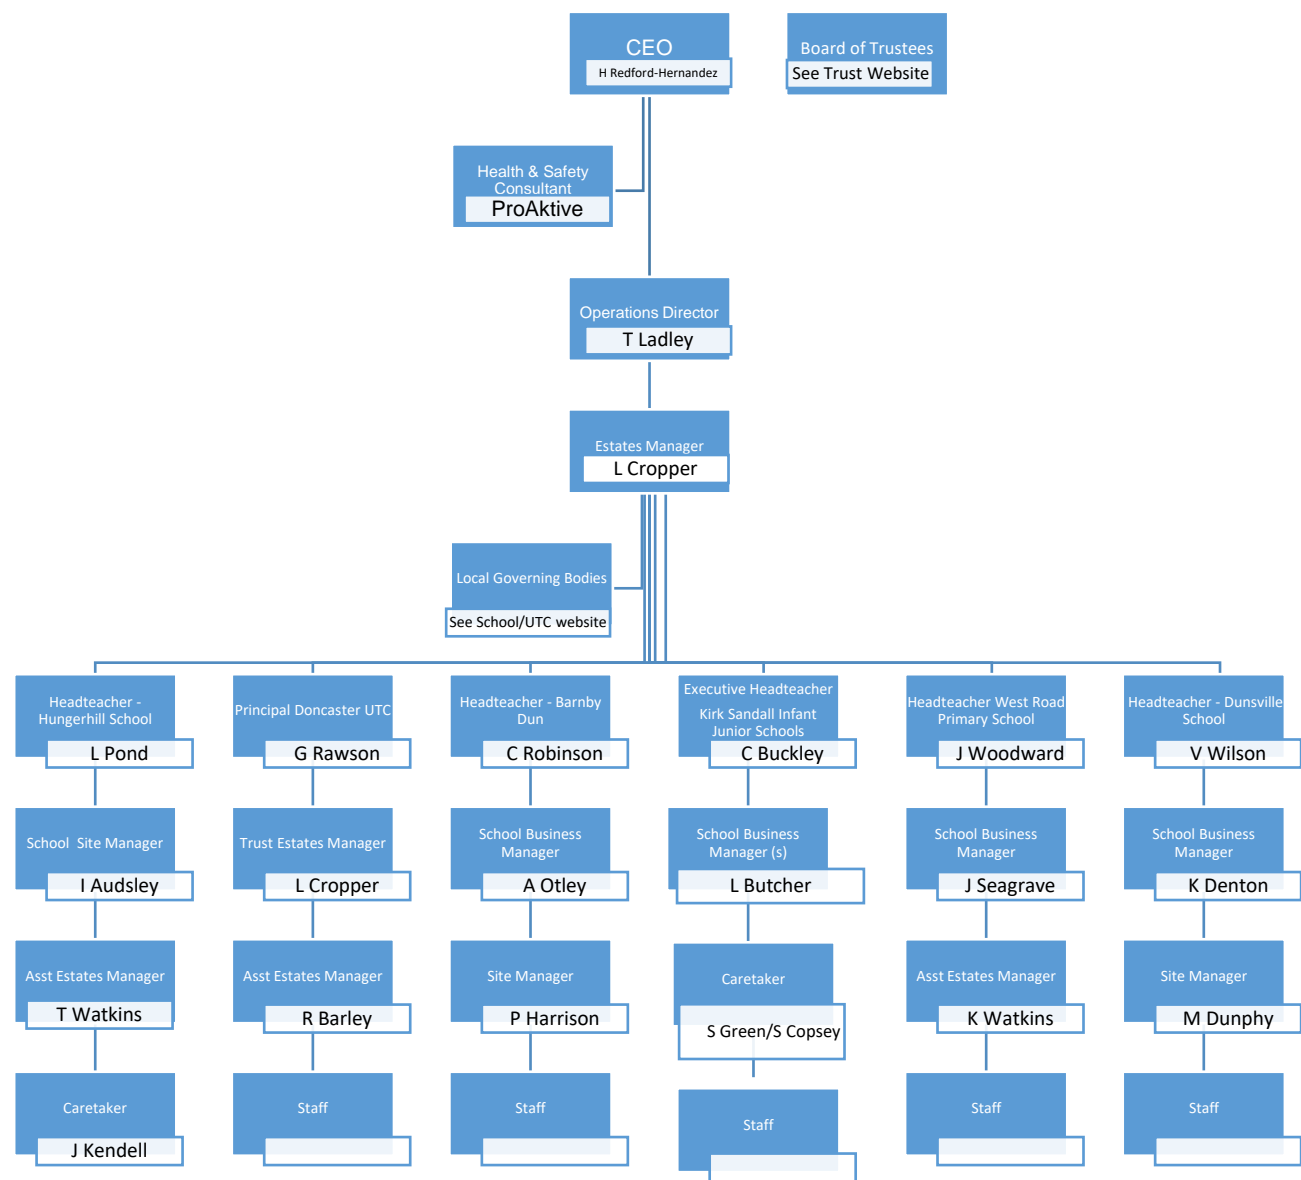 CEO
H Redford-Hernandez
Board of Trustees
See Trust Website
Health & Safety
Consultant
ProAktive
Operations Director
T Ladley
Estates Manager
L Cropper
Local Governing Bodies
See School/UTC website
Headteacher -
Hungerhill School
L Pond
Principal Doncaster UTC
G Rawson
Headteacher - Barnby
Dun
C Robinson
Executive Headteacher
Kirk Sandall Infant
Junior Schools
C Buckley
Headteacher West Road
Primary School
J Woodward
Headteacher - Dunsville
School
V Wilson
School Site Manager
I Audsley
Trust Estates Manager
L Cropper
School Business
Manager
A Otley
School Business
Manager (s)
L Butcher
School Business
Manager
J Seagrave
School Business
Manager
K Denton
Asst Estates Manager
T Watkins
Asst Estates Manager
R Barley
Site Manager
P Harrison
Caretaker
S Green/S Copsey
Asst Estates Manager
K Watkins
Site Manager
M Dunphy
Caretaker
J Kendell
Staff
Staff
Staff
Staff
Staff